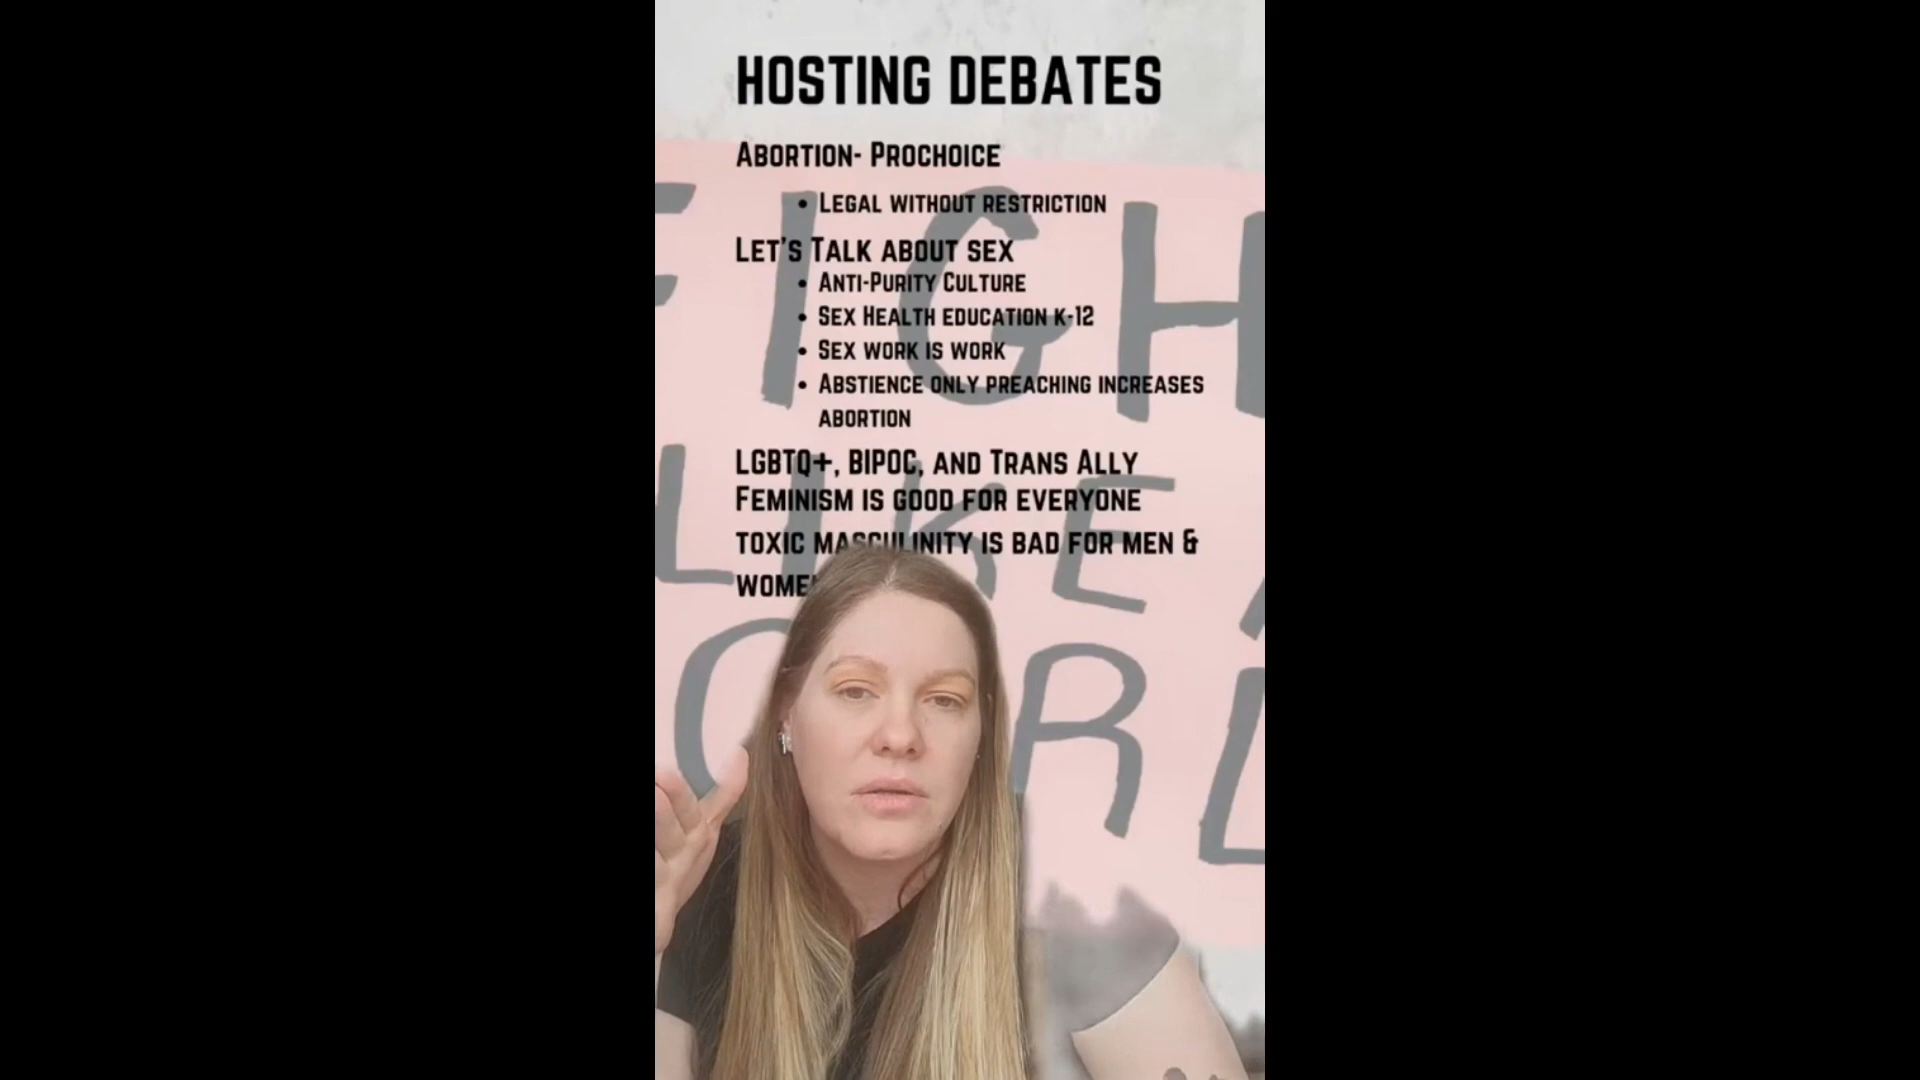 HOSTING DEBATES
ABORTION- PROCHOICE
• LEGAL WITHOUT RESTRICTION
LET'S TALK ABOUT SEX
• ANTI-PURITY CULTURE
• SEX HEALTH EDUCATION K-12
• SEX WORK IS WORK
• ABSTIENCE ONLY PREACHING INCREASES
ABORTION
LGBTQ+, BIPOC, AND TRANS ALLY
FEMINISM IS GOOD FOR EVERYONE
TOXIC MASCULINITY IS BAD FOR MEN &
FIGH
LIKE A